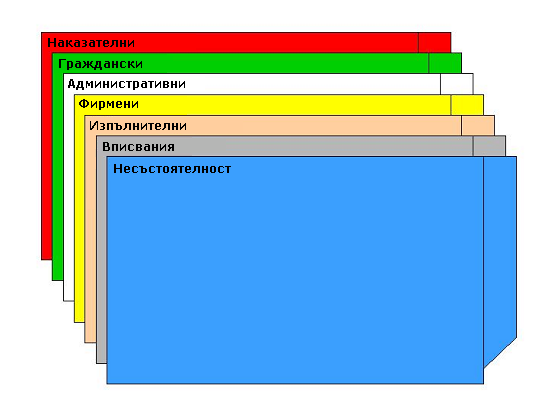 Наказателни
Граждански
Административни
Фирмени
Изпълнителни
Вписвания
Несъстоятелност